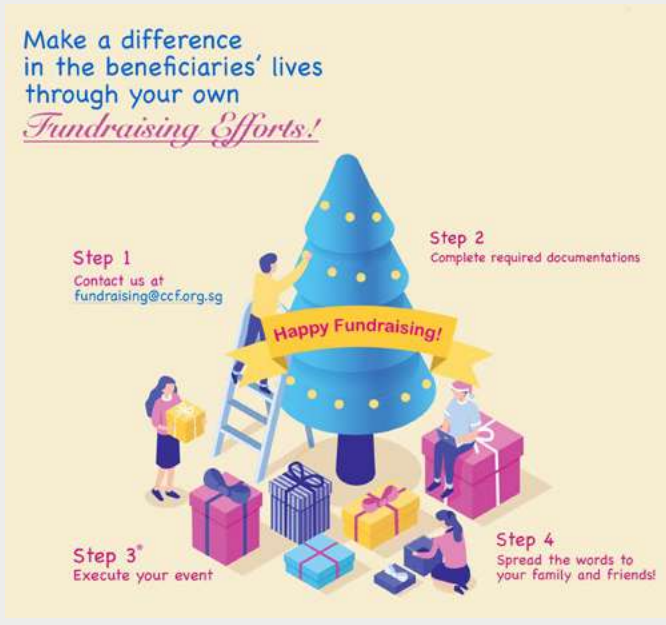 Make a difference
in the beneficiaries' lives
through your own
Fundraising Efforts!
Step 1
Contact us at
fundraising@ccf.org.sg
Step 2
Complete required documentations
Happy Fundraising!
Step 3*
Execute your event
Step 4
Spread the words to
your family and friends!